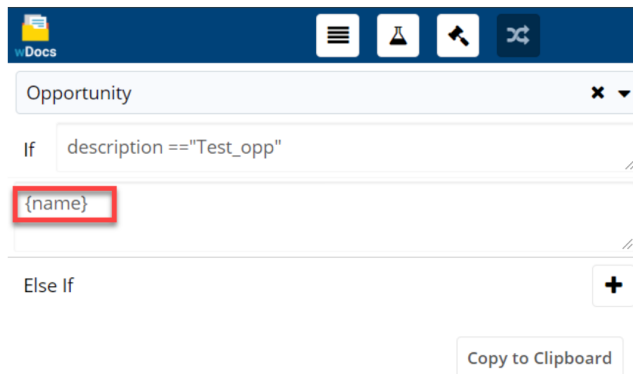 wDocs
Opportunity
If
description =="Test_opp"
{name}
Else If
Copy to Clipboard